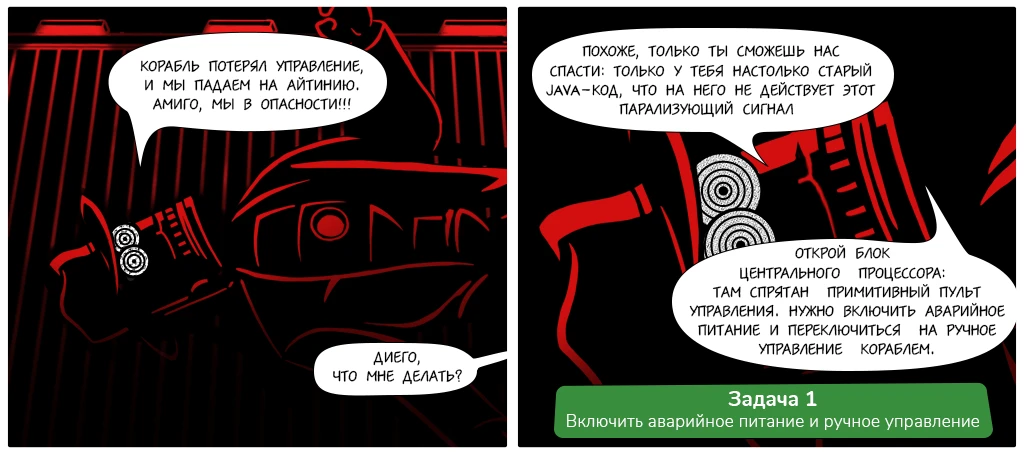 КОРАБЛЬ ПОТЕРЯЛ УПРАВЛЕНИЕ,
И МЫ ПАДАЕМ НА АЙТИНИЮ.
АМИГО, МЫ В ОПАСНОСТИ!!!
ДИЕГО,
ЧТО МНЕ ДЕЛАТЬ?
ПОХОЖЕ, ТОЛЬКО ТЫ СМОЖЕШЬ НАС
СПАСТИ: ТОЛЬКО У ТЕБЯ НАСТОЛЬКО СТАРЫЙ
JAVA-КОД, ЧТО НА НЕГО НЕ ДЕЙСТВУЕТ ЭТОТ
ПАРАЛИЗУЮЩИЙ СИГНАЛ
ОТКРОЙ БЛОК
ЦЕНТРАЛЬНОГО ПРОЦЕССОРА:
ТАМ СПРЯТАН ПРИМИТИВНЫЙ ПУЛЬТ
УПРАВЛЕНИЯ. НУЖНО ВКЛЮЧИТЬ АВАРИЙНОЕ
ПИТАНИЕ И ПЕРЕКЛЮЧИТЬСЯ НА РУЧНОЕ
УПРАВЛЕНИЕ КОРАБЛЕМ.
Задача 1
Включить аварийное питание и ручное управление